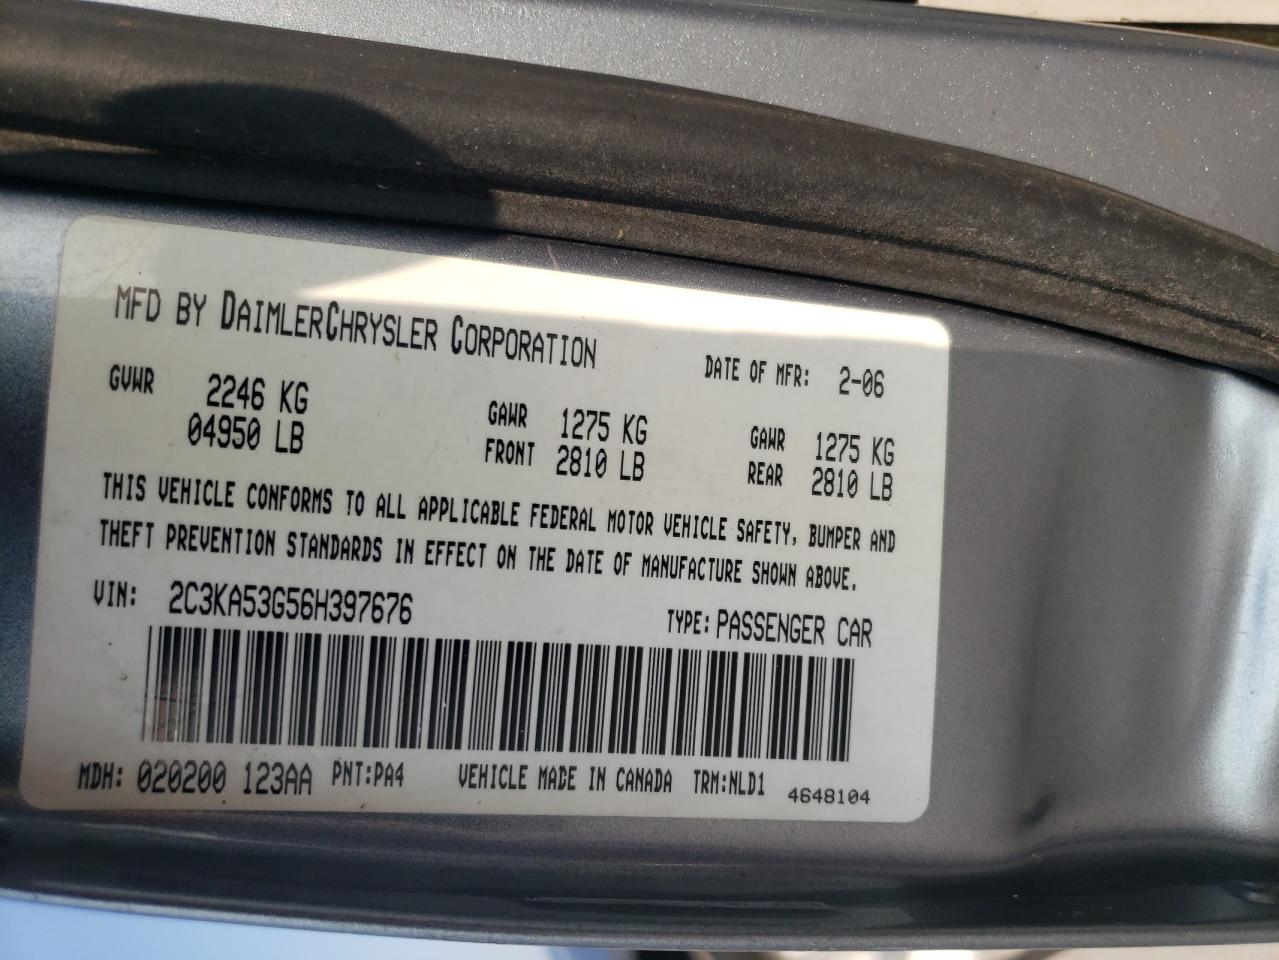 MFD BY DAIMLERCHRYSLER CORPORATION DATE OF MFR: 2-06
GVWR 2246 KG GAWR 1275 KG GAWR 1275 KG
04950 LB FRONT 2810 LB REAR 2810 LB
THIS VEHICLE CONFORMS TO ALL APPLICABLE FEDERAL MOTOR VEHICLE SAFETY, BUMPER AND
THEFT PREVENTION STANDARDS IN EFFECT ON THE DATE OF MANUFACTURE SHOWN ABOVE.
VIN: 2C3KA53G56H397676 TYPE: PASSENGER CAR
MDH: 020200 123AA PNT:PA4 VEHICLE MADE IN CANADA TRM:NLD1 4648104